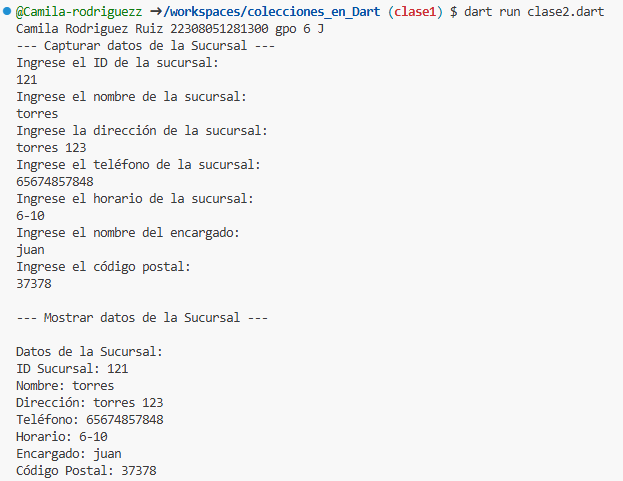 @Camila-rodriguezz →/workspaces/colecciones_en_Dart (clase1) $ dart run clase2.dart
Camila Rodriguez Ruiz 22308051281300 gpo 6 J
--- Capturar datos de la Sucursal ---
Ingrese el ID de la sucursal:
121
Ingrese el nombre de la sucursal:
torres
Ingrese la dirección de la sucursal:
torres 123
Ingrese el teléfono de la sucursal:
65674857848
Ingrese el horario de la sucursal:
6-10
Ingrese el nombre del encargado:
juan
Ingrese el código postal:
37378
--- Mostrar datos de la Sucursal ---
Datos de la Sucursal:
ID Sucursal: 121
Nombre: torres
Dirección: torres 123
Teléfono: 65674857848
Horario: 6-10
Encargado: juan
Código Postal: 37378